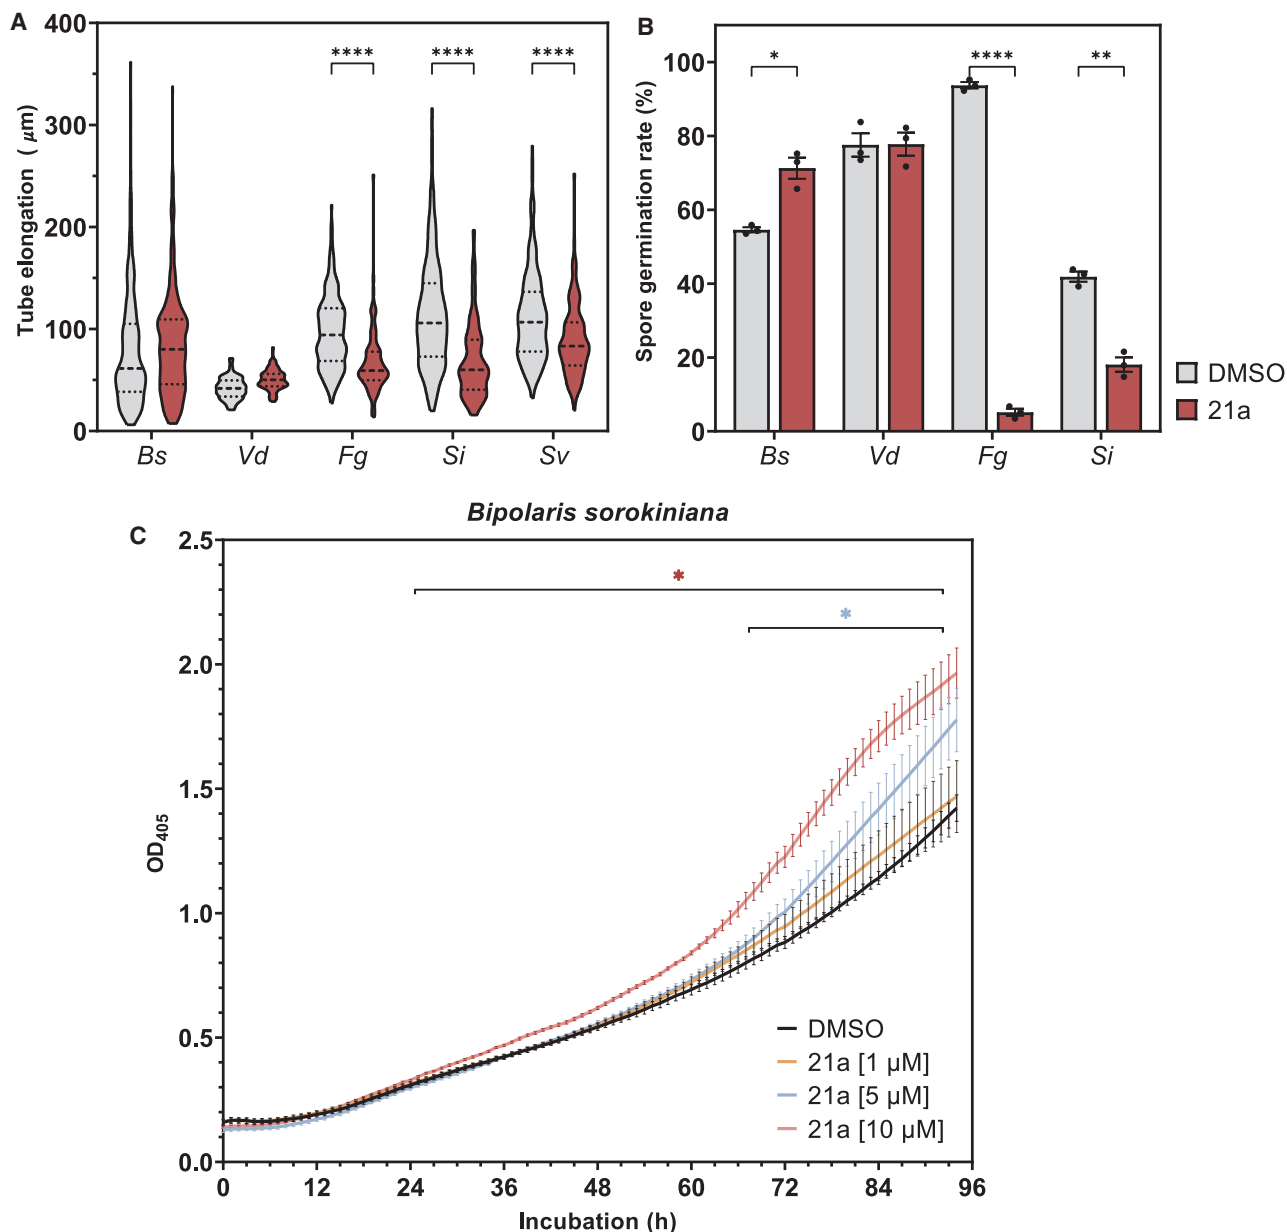 A
Tube elongation ( μm)
400
300
200
100
0
****
****
****
Bs
Vd
Fg
Si
Sv
B
Spore germination rate (%)
100
80
60
40
20
0
*
****
**
Bs
Vd
Fg
Si
DMSO
21a
Bipolaris sorokiniana
C
OD405
2.5
2.0
1.5
1.0
0.5
0.0
*
*
DMSO
21a [1 μM]
21a [5 μM]
21a [10 μM]
0
12
24
36
48
60
72
84
96
Incubation (h)